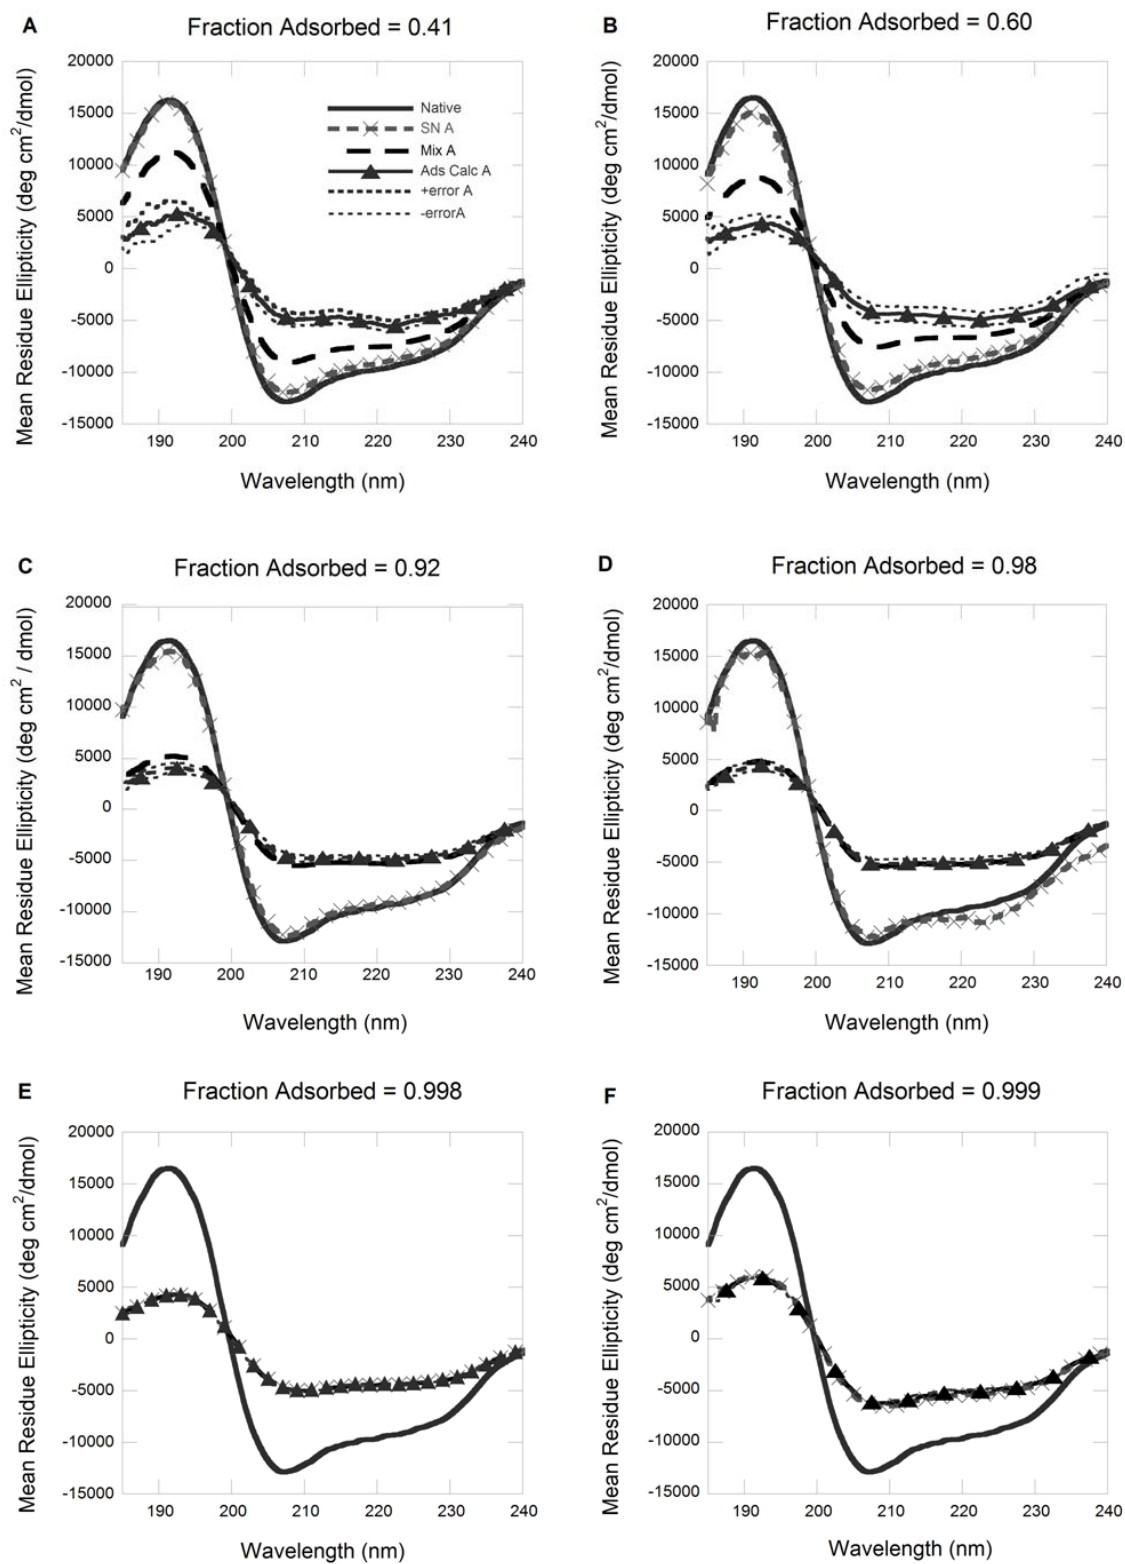 A
Fraction Adsorbed = 0.41
Mean Residue Ellipticity (deg cm²/dmol)
20000
15000
10000
5000
0
-5000
-10000
-15000
Native
SN A
Mix A
Ads Calc A
+error A
-errorA
190 200 210 220 230 240
Wavelength (nm)
B
Fraction Adsorbed = 0.60
Mean Residue Ellipticity (deg cm²/dmol)
20000
15000
10000
5000
0
-5000
-10000
-15000
190 200 210 220 230 240
Wavelength (nm)
C
Fraction Adsorbed = 0.92
Mean Residue Ellipticity (deg cm² / dmol)
20000
15000
10000
5000
0
-5000
-10000
-15000
190 200 210 220 230 240
Wavelength (nm)
D
Fraction Adsorbed = 0.98
Mean Residue Ellipticity (deg cm²/dmol)
20000
15000
10000
5000
0
-5000
-10000
-15000
190 200 210 220 230 240
Wavelength (nm)
E
Fraction Adsorbed = 0.998
Mean Residue Ellipticity (deg cm²/dmol)
20000
15000
10000
5000
0
-5000
-10000
-15000
190 200 210 220 230 240
Wavelength (nm)
F
Fraction Adsorbed = 0.999
Mean Residue Ellipticity (deg cm²/dmol)
20000
15000
10000
5000
0
-5000
-10000
-15000
190 200 210 220 230 240
Wavelength (nm)